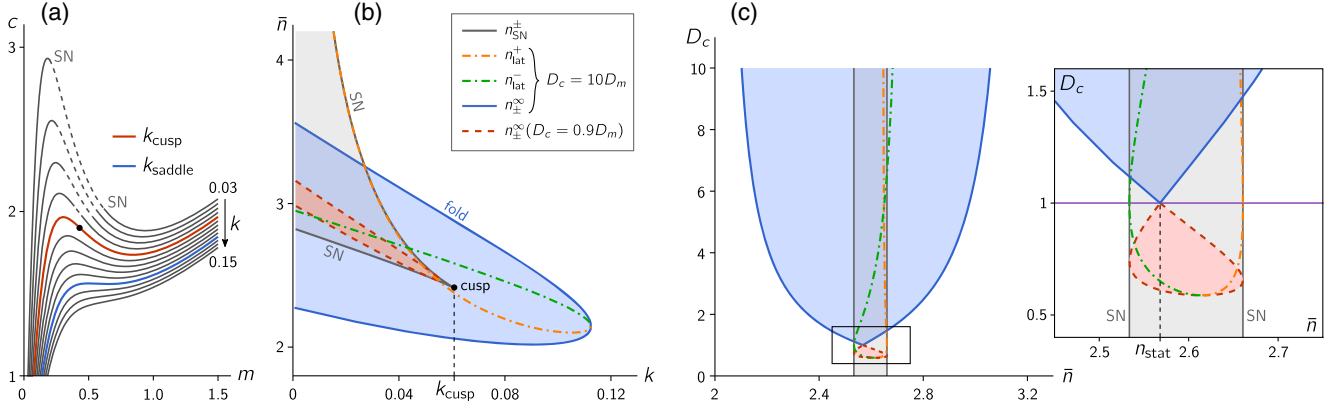 (a)
c
3
SN
k_cusp
k_saddle
SN
2
0.03
k
0.15
1
0
0.5
1.0
1.5
m
(b)
n̄
4
n^±_SN
n^+_lat
n^-_lat
D_c = 10D_m
n^∞_±
n^∞_±(D_c = 0.9D_m)
SN
fold
3
SN
cusp
2
0.00
0.04
0.08
0.12
k
k_cusp
(c)
D_c
10
8
6
4
2
0
2
2.4
2.8
3.2
n̄
D_c
1.5
1
0.5
SN
SN
n̄
2.5
n_stat
2.6
2.7